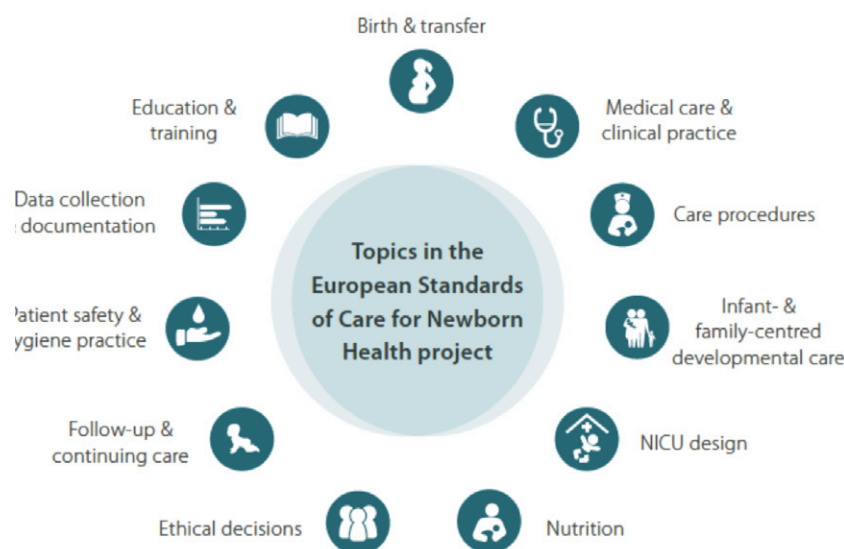 Birth & transfer
Medical care &
clinical practice
Care procedures
Infant- &
family-centred
developmental care
NICU design
Nutrition
Ethical decisions
Follow-up &
continuing care
Patient safety &
ygiene practice
Data collection
documentation
Education &
training
Topics in the
European Standards
of Care for Newborn
Health project